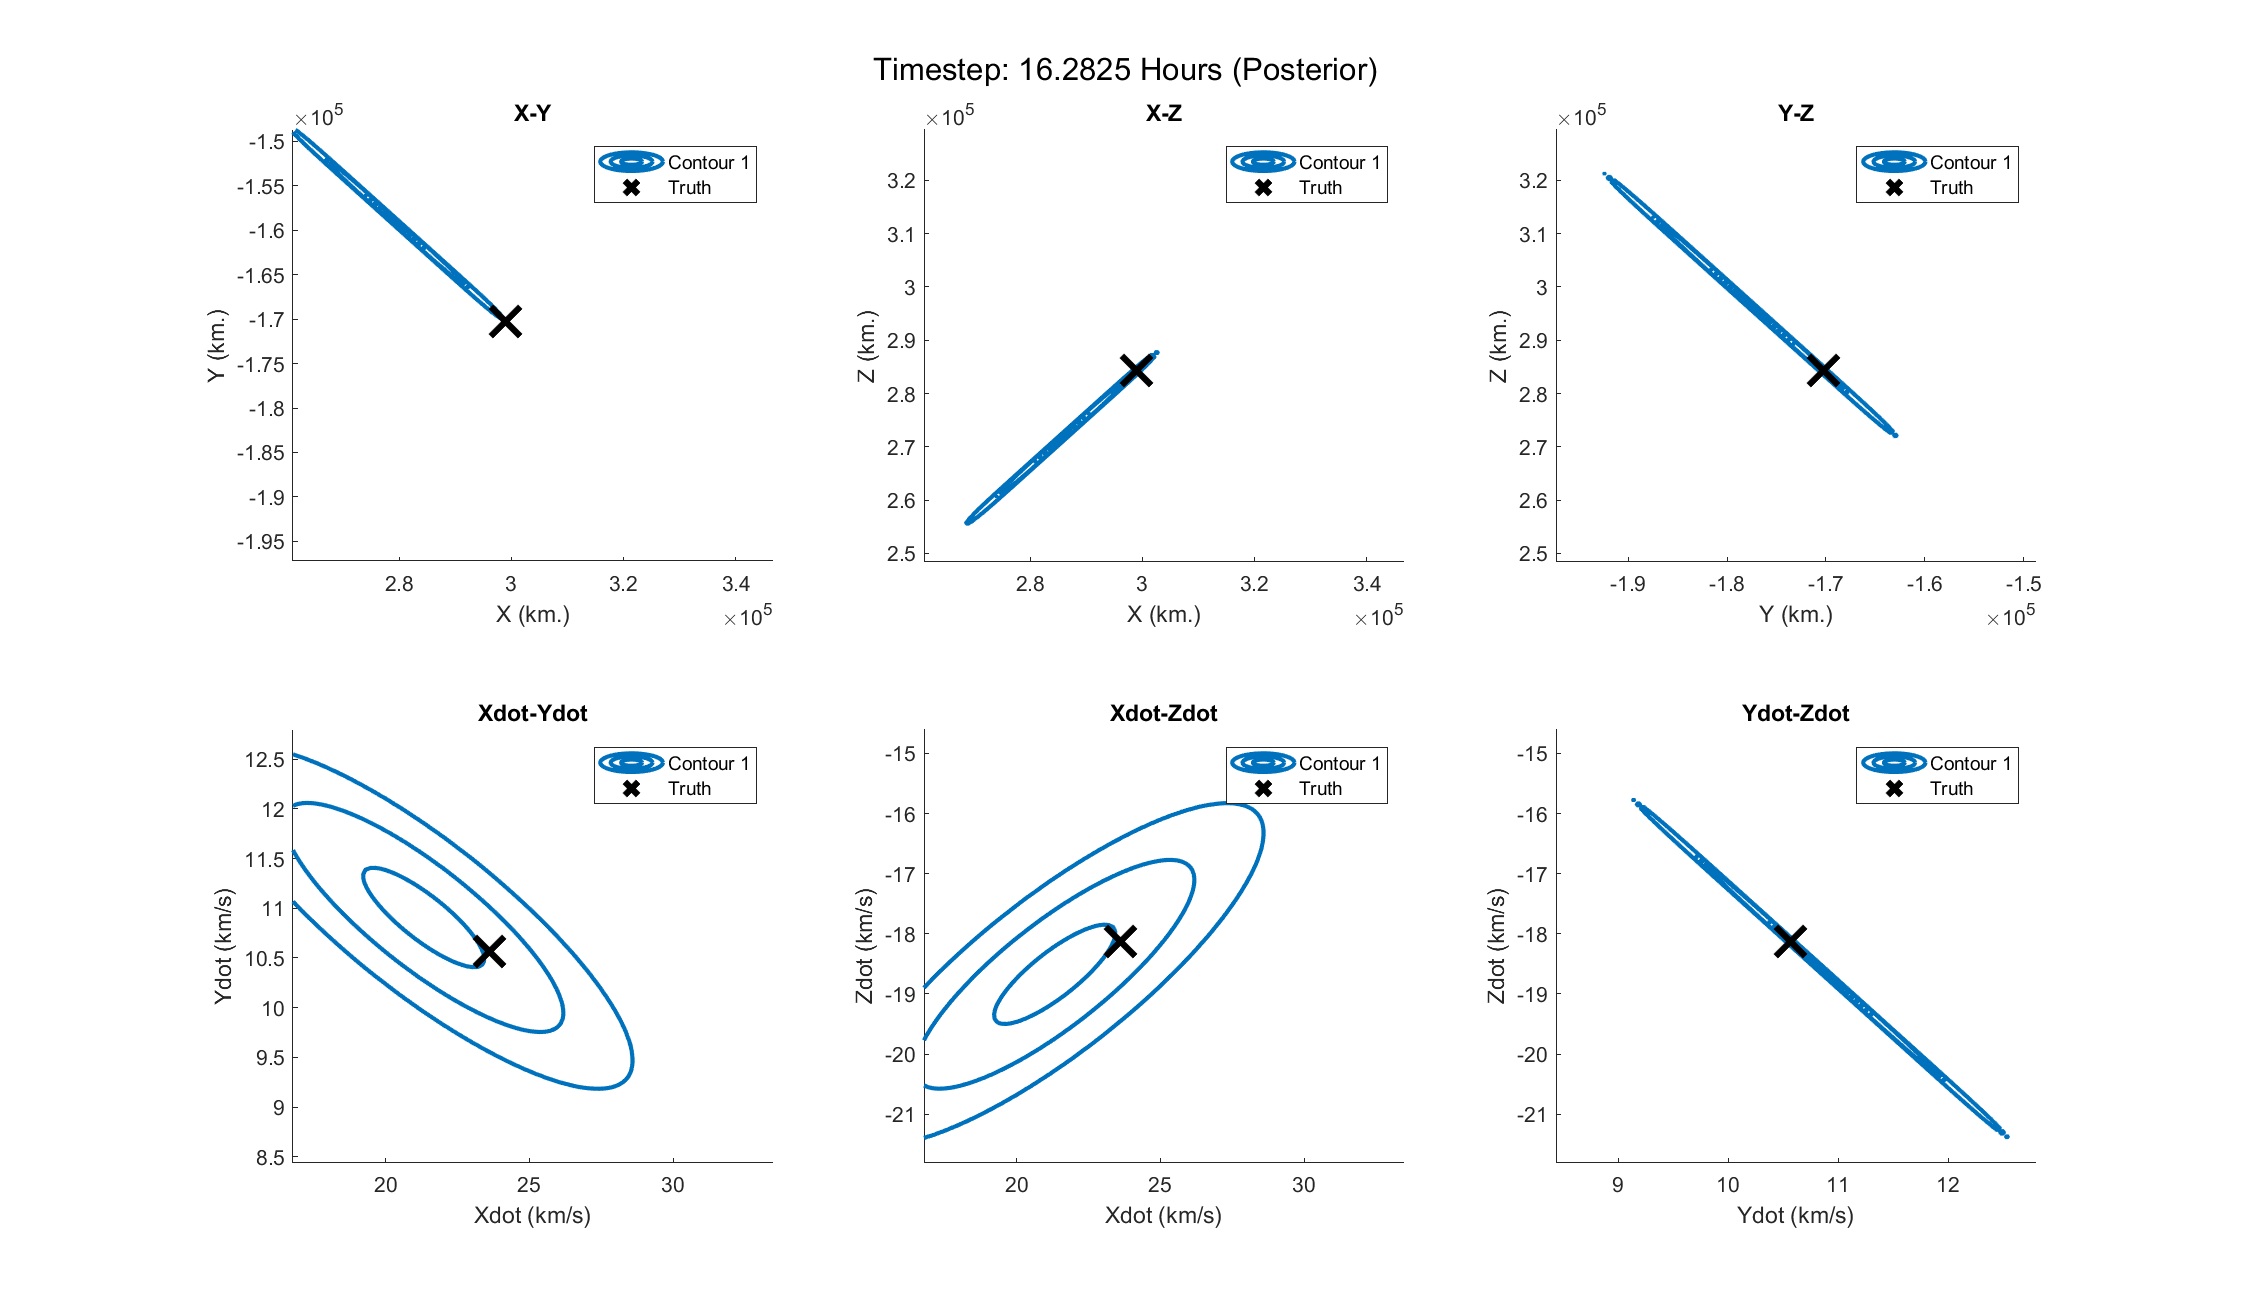 Timestep: 16.2825 Hours (Posterior)
X-Y
×10^5
-1.5
-1.55
-1.6
-1.65
-1.7
-1.75
-1.8
-1.85
-1.9
-1.95
Y (km.)
2.8 3 3.2 3.4
X (km.)
×10^5
Contour 1
Truth
X-Z
×10^5
3.2
3.1
3
2.9
2.8
2.7
2.6
2.5
Z (km.)
2.8 3 3.2 3.4
X (km.)
×10^5
Contour 1
Truth
Y-Z
×10^5
3.2
3.1
3
2.9
2.8
2.7
2.6
2.5
Z (km.)
-1.9 -1.8 -1.7 -1.6 -1.5
Y (km.)
×10^5
Contour 1
Truth
Xdot-Ydot
12.5
12
11.5
11
10.5
10
9.5
9
8.5
Ydot (km/s)
20 25 30
Xdot (km/s)
Contour 1
Truth
Xdot-Zdot
-15
-16
-17
-18
-19
-20
-21
Zdot (km/s)
20 25 30
Xdot (km/s)
Contour 1
Truth
Ydot-Zdot
-15
-16
-17
-18
-19
-20
-21
Zdot (km/s)
9 10 11 12
Ydot (km/s)
Contour 1
Truth